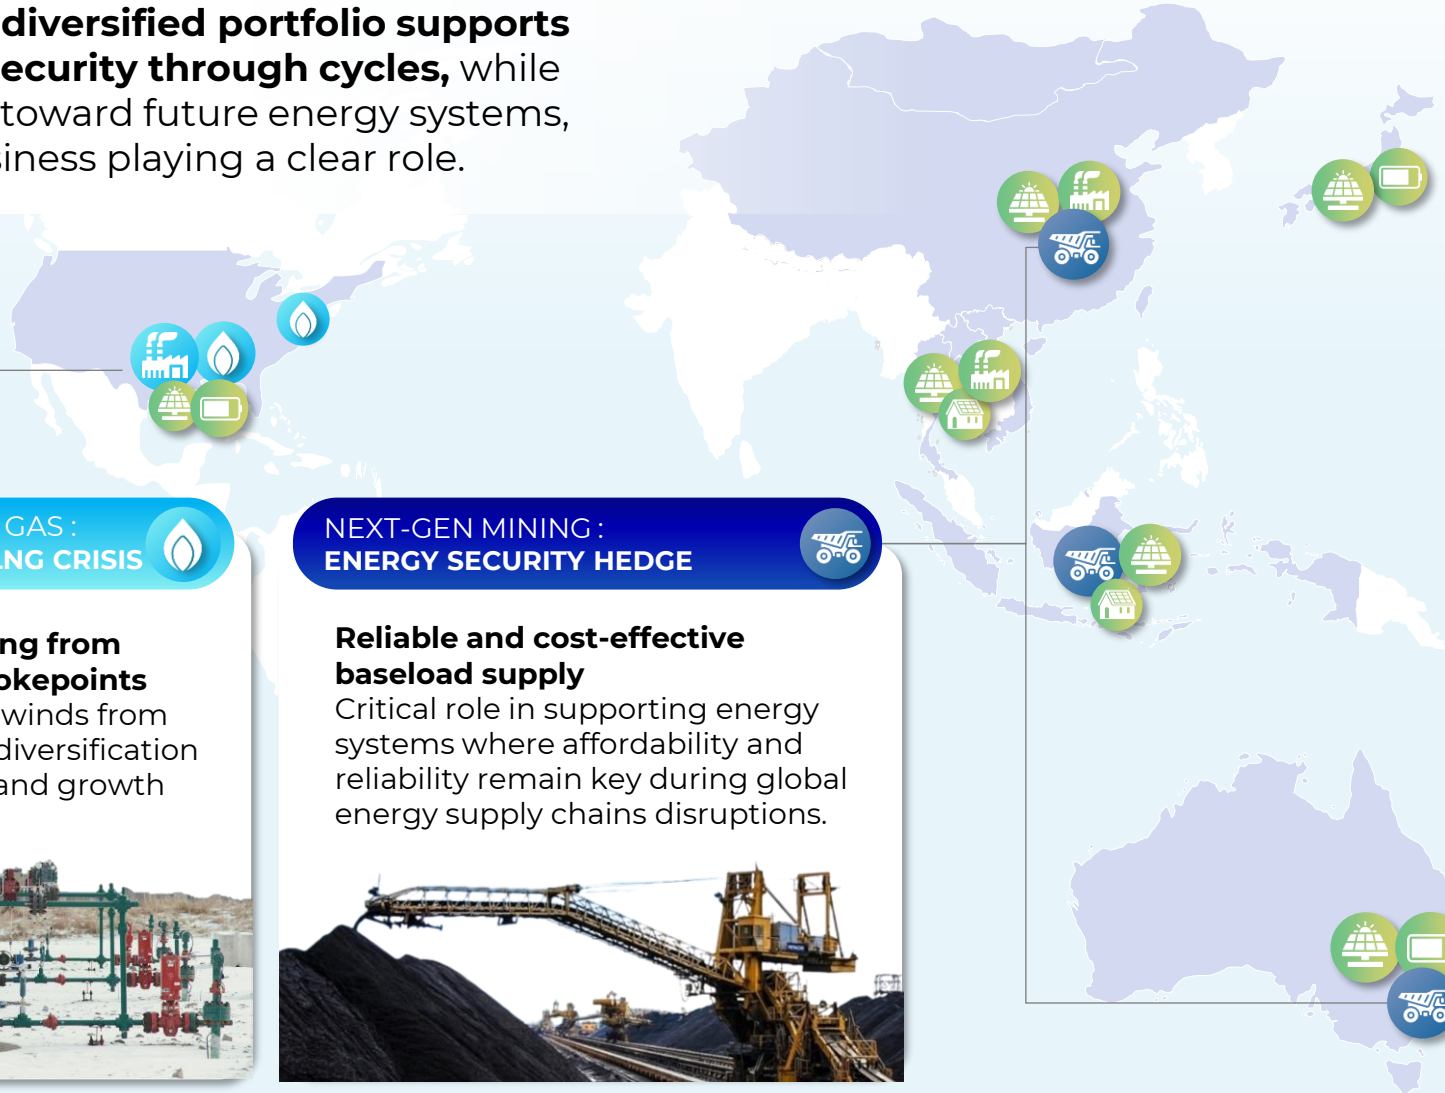 diversified portfolio supports
ecurity through cycles, while
toward future energy systems,
siness playing a clear role.
GAS :
LNG CRISIS
ng from
okepoints
winds from
diversification
and growth
NEXT-GEN MINING :
ENERGY SECURITY HEDGE
Reliable and cost-effective
baseload supply
Critical role in supporting energy
systems where affordability and
reliability remain key during global
energy supply chains disruptions.